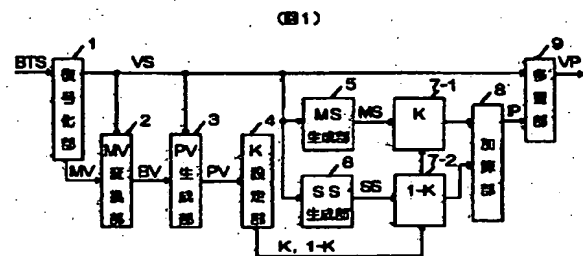 (図1)
1
9
BTS
VS
VP
復号化部
多重部
5
7-1
8
MS生成部
MS
K
IP
加算部
2
3
4
MV
MV変換部
BV
PV生成部
PV
K設定部
6
7-2
SS生成部
SS
1-K
K, 1-K